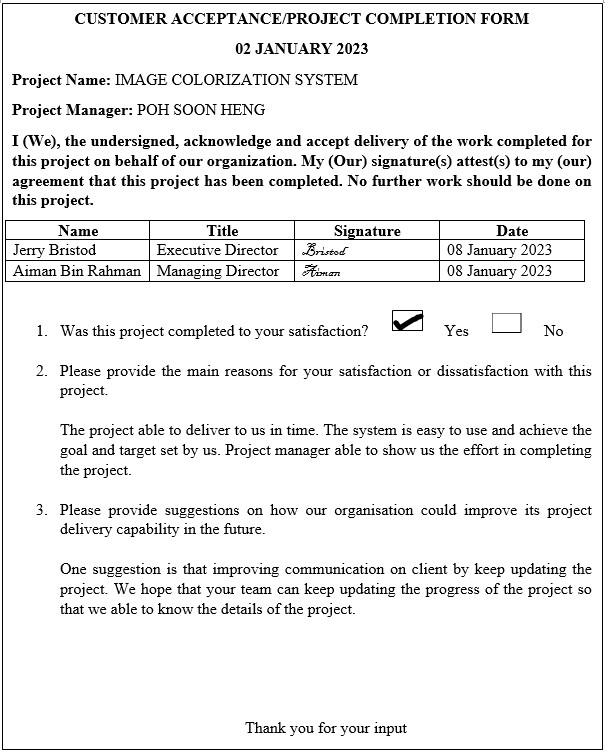 CUSTOMER ACCEPTANCE/PROJECT COMPLETION FORM
02 JANUARY 2023
Project Name: IMAGE COLORIZATION SYSTEM
Project Manager: POH SOON HENG
I (We), the undersigned, acknowledge and accept delivery of the work completed for
this project on behalf of our organization. My (Our) signature(s) attest(s) to my (our)
agreement that this project has been completed. No further work should be done on
this project.
Name Title Signature Date
Jerry Bristod Executive Director Bristod 08 January 2023
Aiman Bin Rahman Managing Director Aiman 08 January 2023
1. Was this project completed to your satisfaction? Yes No
2. Please provide the main reasons for your satisfaction or dissatisfaction with this
project.
The project able to deliver to us in time. The system is easy to use and achieve the
goal and target set by us. Project manager able to show us the effort in completing
the project.
3. Please provide suggestions on how our organisation could improve its project
delivery capability in the future.
One suggestion is that improving communication on client by keep updating the
project. We hope that your team can keep updating the progress of the project so
that we able to know the details of the project.
Thank you for your input